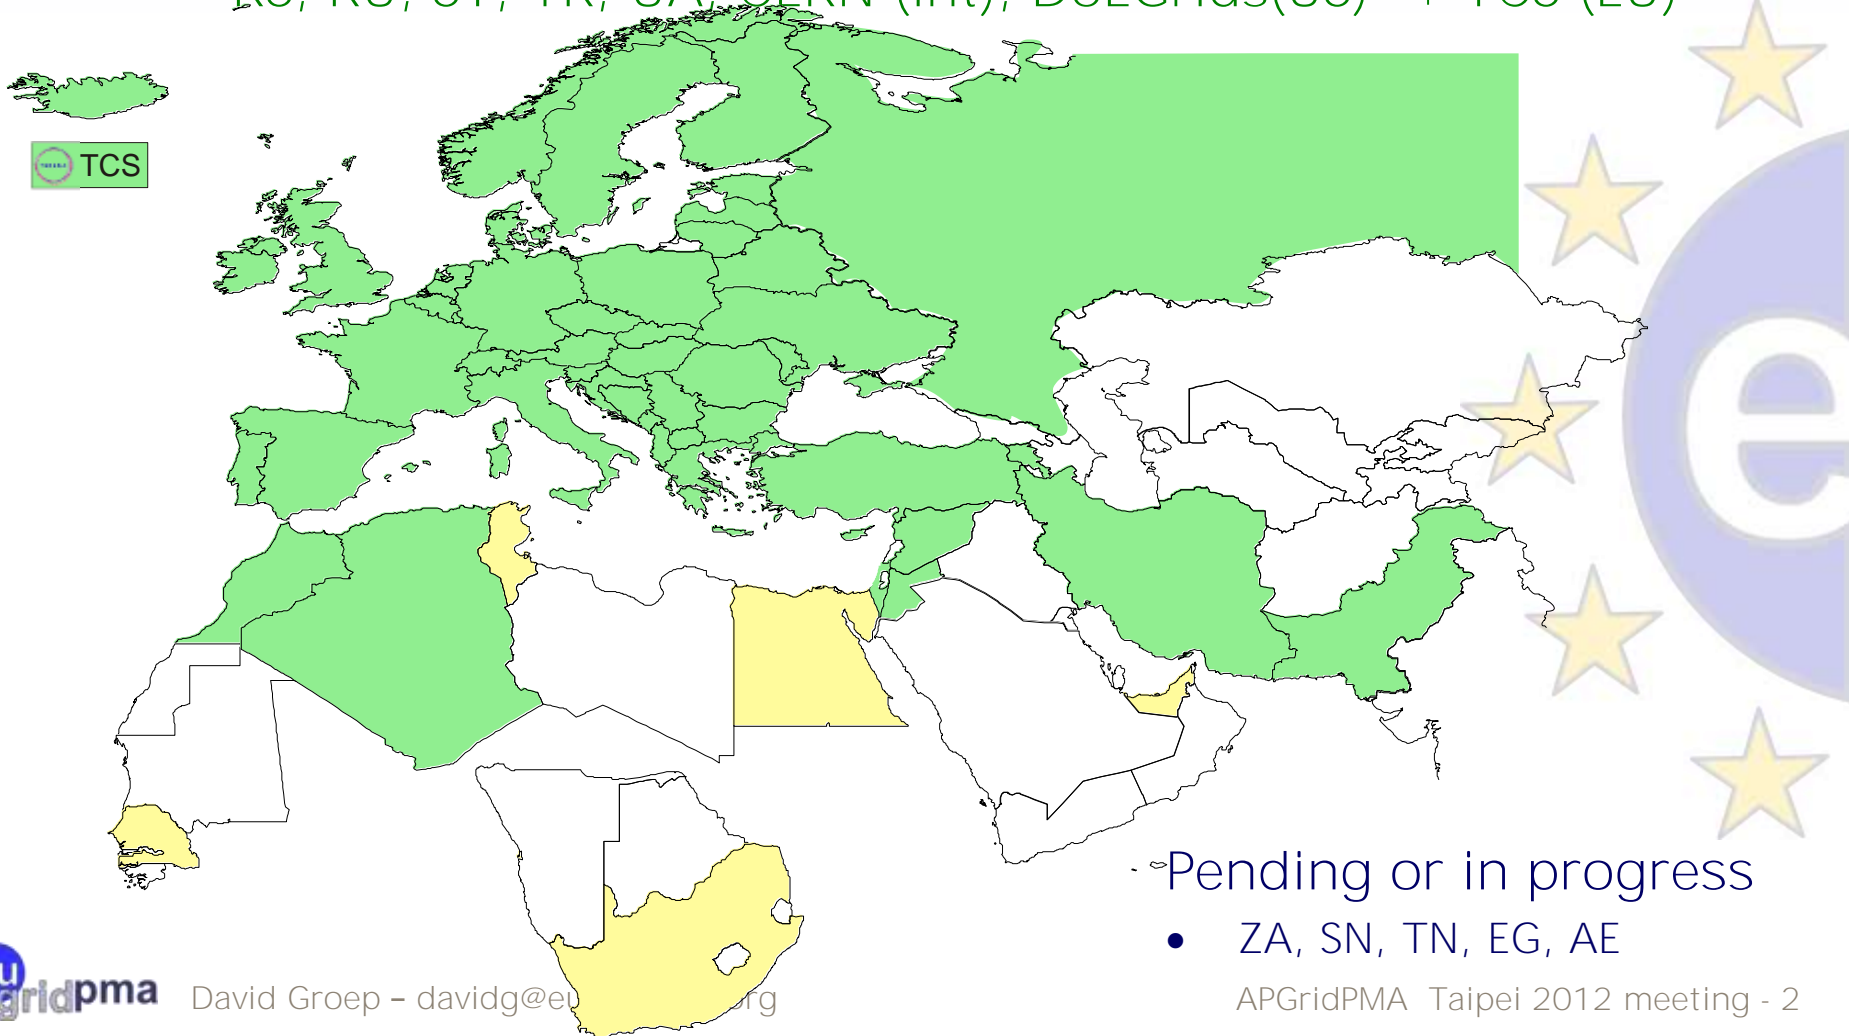 TCS
Pending or in progress
• ZA, SN, TN, EG, AE
gridpma
David Groep – davidg@eu rg
APGridPMA Taipei 2012 meeting - 2